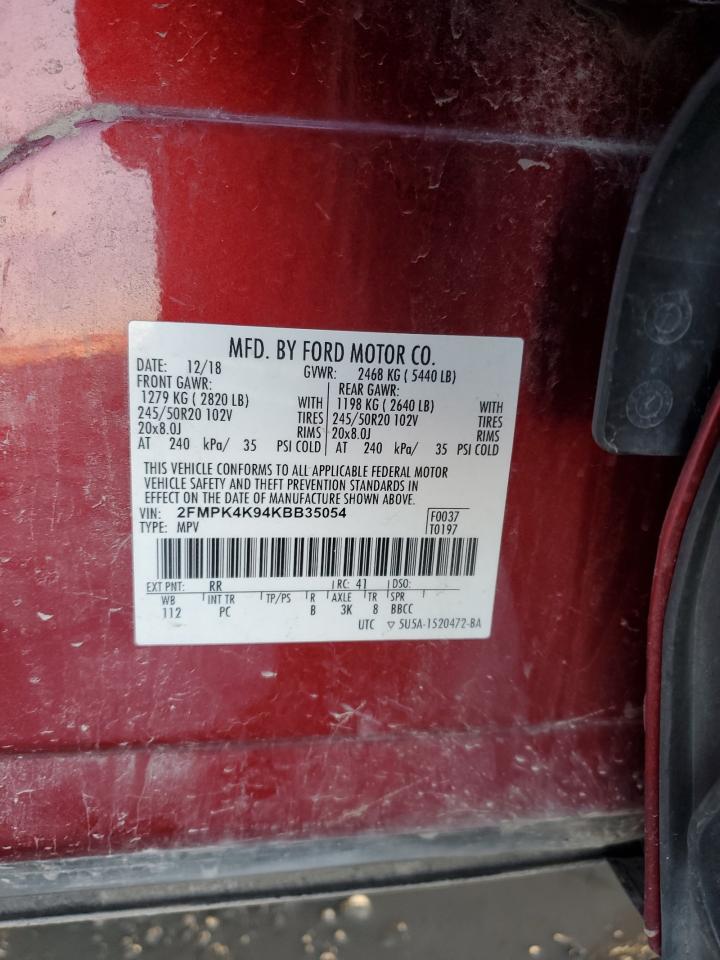 MFD. BY FORD MOTOR CO.
DATE: 12/18 GVWR: 2468 KG ( 5440 LB)
FRONT GAWR: REAR GAWR:
1279 KG ( 2820 LB) WITH 1198 KG ( 2640 LB) WITH
245/50R20 102V TIRES 245/50R20 102V TIRES
20x8.0J RIMS 20x8.0J RIMS
AT 240 kPa/ 35 PSI COLD AT 240 kPa/ 35 PSI COLD
THIS VEHICLE CONFORMS TO ALL APPLICABLE FEDERAL MOTOR
VEHICLE SAFETY AND THEFT PREVENTION STANDARDS IN
EFFECT ON THE DATE OF MANUFACTURE SHOWN ABOVE.
VIN: 2FMPK4K94KBB35054 F0037
TYPE: MPV T0197
EXT PNT: RR RC: 41 DSO:
WB INT TR TP/PS R AXLE TR SPR
112 PC B 3K 8 BBCC
UTC ▽ 5U5A-1520472-BA